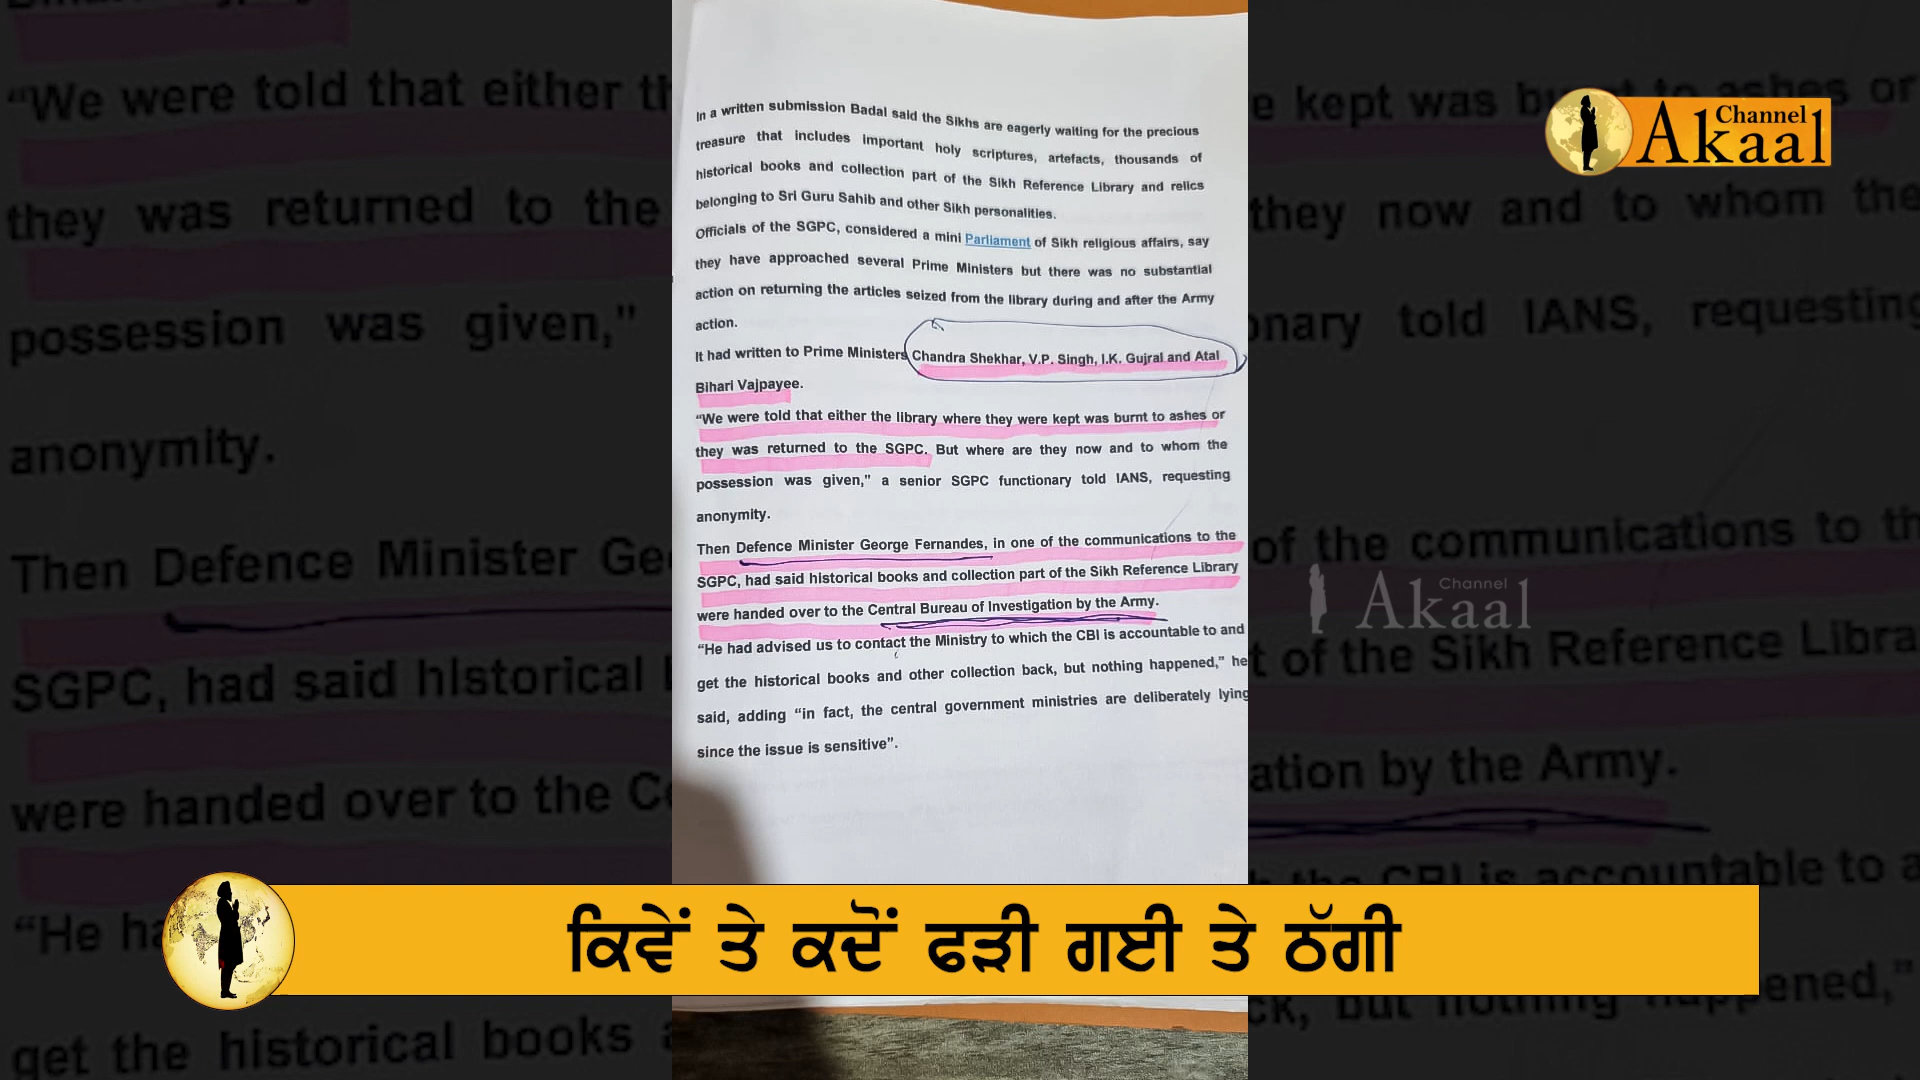 In a written submission Badal said the Sikhs are eagerly waiting for the precious
treasure that includes important holy scriptures, artefacts, thousands of
historical books and collection part of the Sikh Reference Library and relics
belonging to Sri Guru Sahib and other Sikh personalities.
Officials of the SGPC, considered a mini Parliament of Sikh religious affairs, say
they have approached several Prime Ministers but there was no substantial
action on returning the articles seized from the library during and after the Army
action.
It had written to Prime Ministers Chandra Shekhar, V.P. Singh, I.K. Gujral and Atal
Bihari Vajpayee.
“We were told that either the library where they were kept was burnt to ashes or
they was returned to the SGPC. But where are they now and to whom the
possession was given,” a senior SGPC functionary told IANS, requesting
anonymity.
Then Defence Minister George Fernandes, in one of the communications to the
SGPC, had said historical books and collection part of the Sikh Reference Library
were handed over to the Central Bureau of Investigation by the Army.
“He had advised us to contact the Ministry to which the CBI is accountable to and
get the historical books and other collection back, but nothing happened,” he
said, adding “in fact, the central government ministries are deliberately lying
since the issue is sensitive”.
Channel
Akaal
Channel
Akaal
ਕਿਵੇਂ ਤੇ ਕਦੋਂ ਫੜੀ ਗਈ ਤੇ ਠੱਗੀ